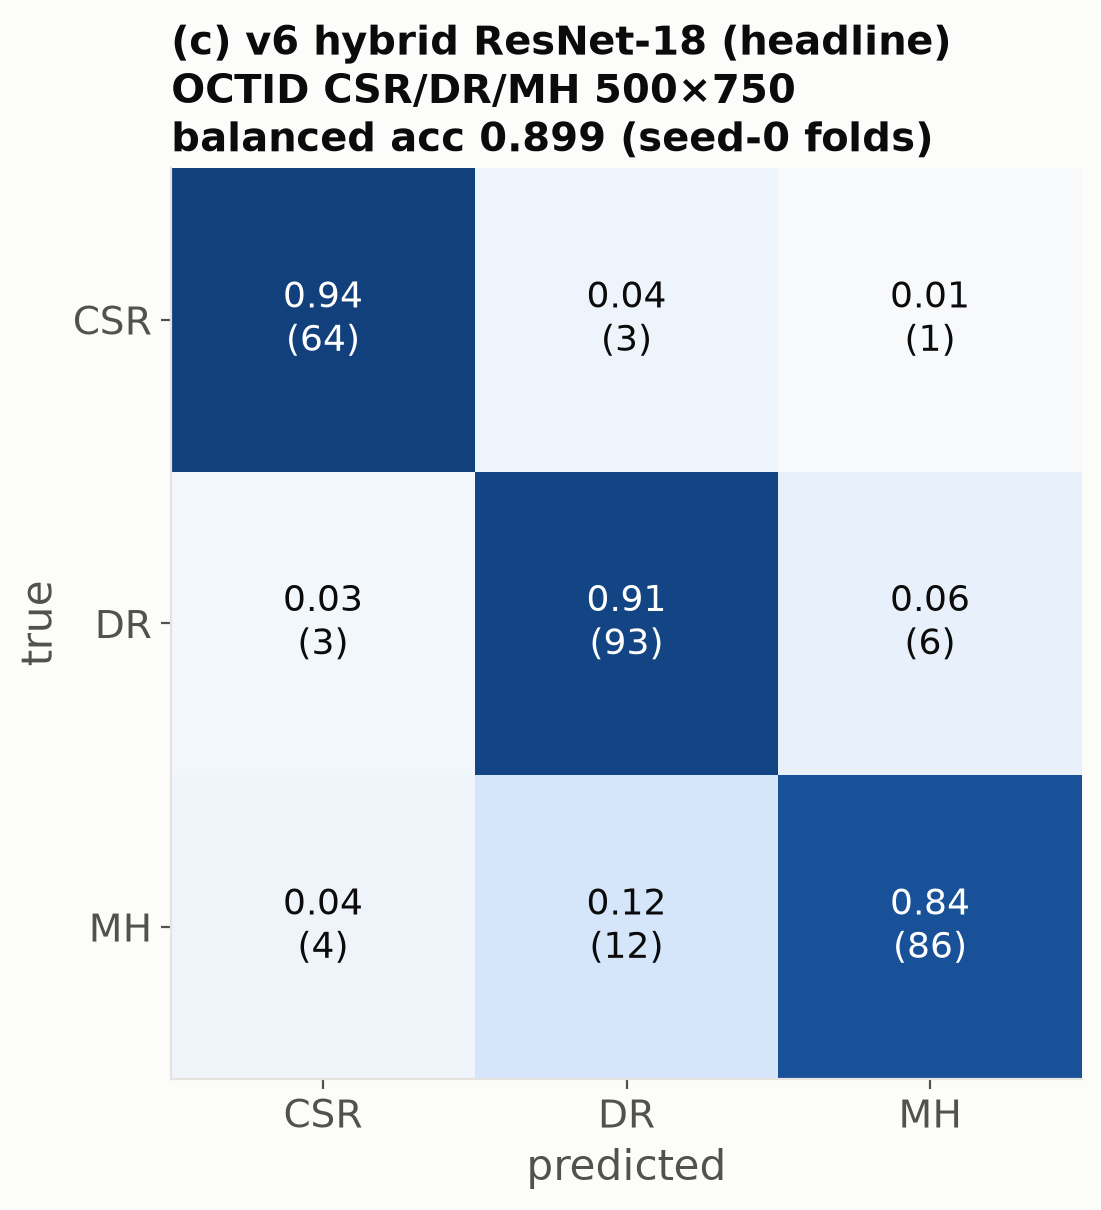 (c) v6 hybrid ResNet-18 (headline)
OCTID CSR/DR/MH 500×750
balanced acc 0.899 (seed-0 folds)
CSR
0.94
(64)
0.04
(3)
0.01
(1)
DR
0.03
(3)
0.91
(93)
0.06
(6)
MH
0.04
(4)
0.12
(12)
0.84
(86)
true
CSR
DR
MH
predicted